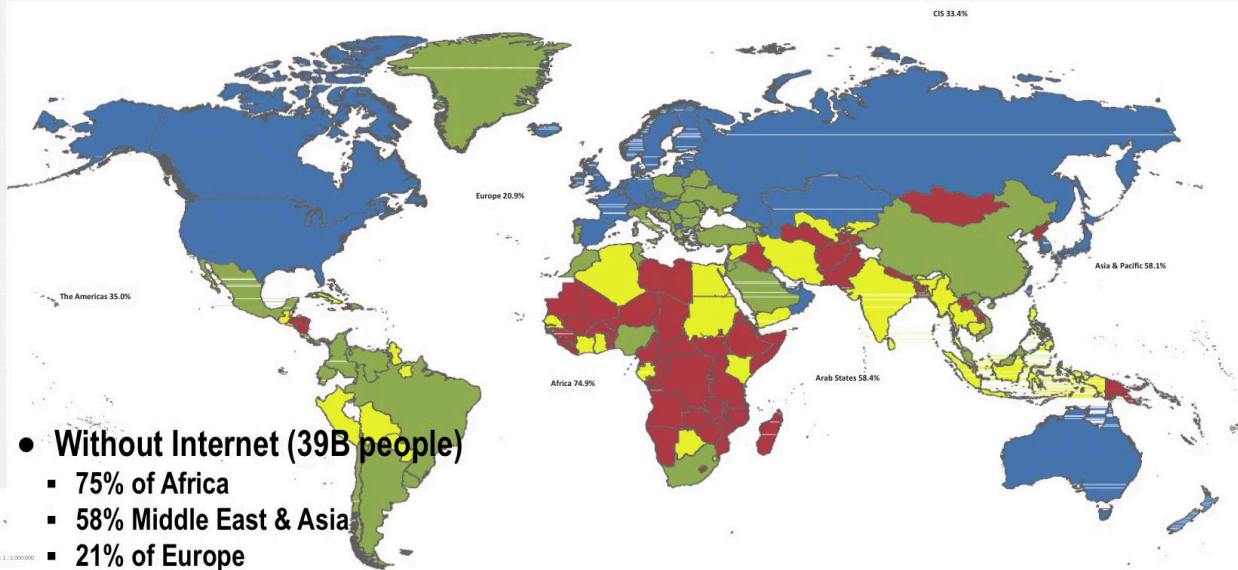 CIS 33.4%
Europe 20.9%
Asia & Pacific 58.1%
The Americas 35.0%
Africa 74.9%
Arab States 58.4%
● Without Internet (39B people)
▪ 75% of Africa
▪ 58% Middle East & Asia
▪ 21% of Europe